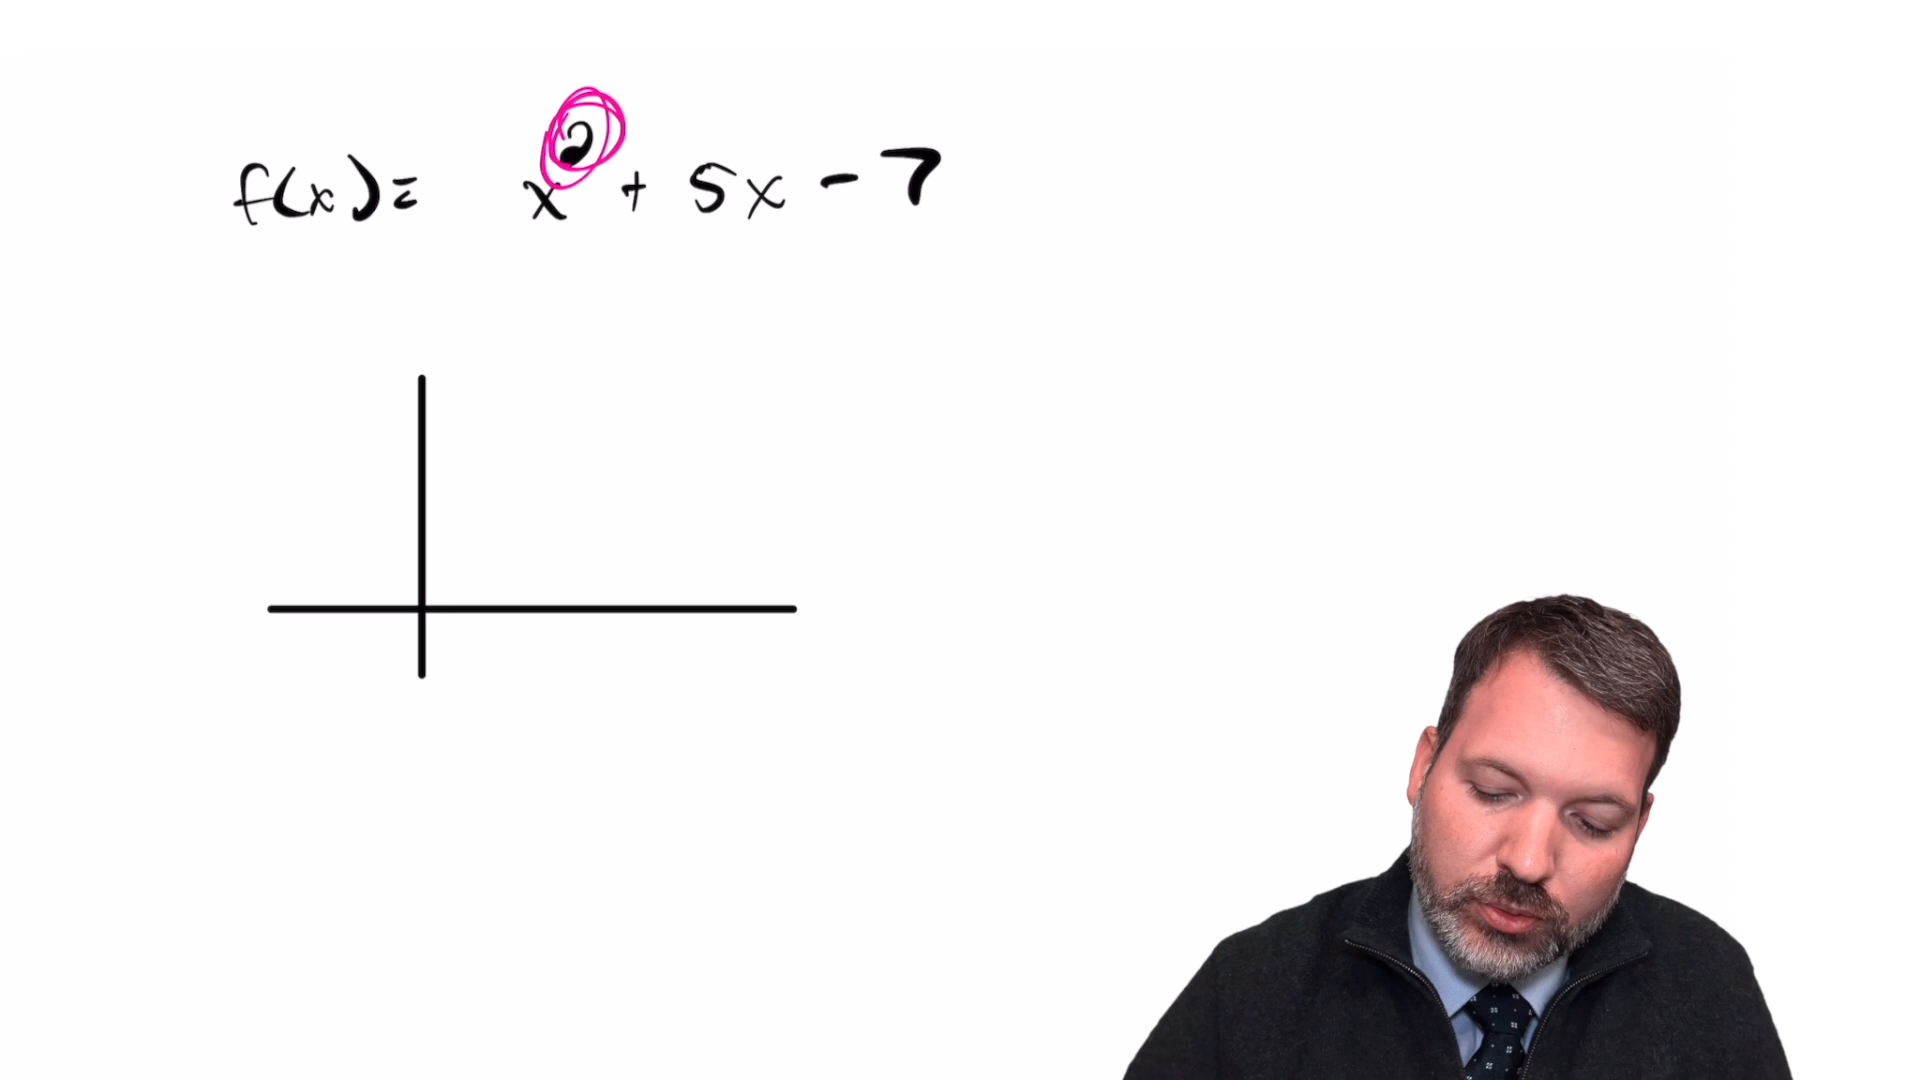 f(x) = x² + 5x - 7